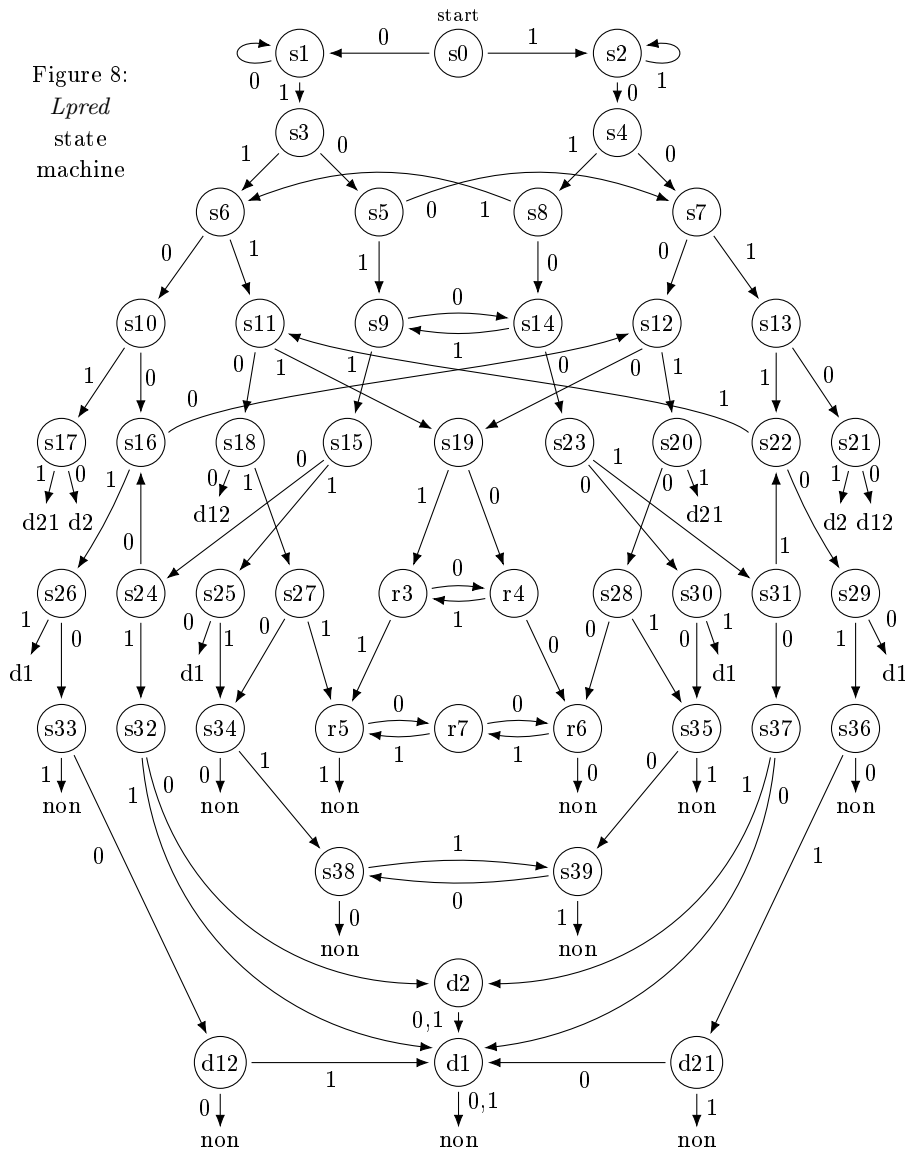 start
0 1
s1 s0 s2
0 1
1 0
Figure 8:
Lpred
state
machine
s3 s4
1 0 1 0
s6 s5 s8 s7
0 1
0 1 1 0 0 1
s10 s11 s9 s14 s12 s13
0
1
1 0 0 1 1 0 0 1 1 0
0 1
s17 s16 s18 s15 s19 s23 s20 s22 s21
1 0 1 0 1 0 1 1 0 0 1 0 1 0 1 0
d21 d2 d12 d21 d2 d12
0 1
s26 s24 s25 s27 r3 r4 s28 s30 s31 s29
0
1
1 0 1 0 1 0 1 1 0 0 1 0 1 0 1 0
d1 d1 d1 d1
s33 s32 s34 r5 r7 r6 s35 s37 s36
0 0
1 1
1 1 0 0 1 1 0 0 1 1 0 0
non non non non non non
0 1
s38 s39
1
0
0 1
non non
d2
0,1
d12 d1 d21
1 0
0 0,1 1
non non non